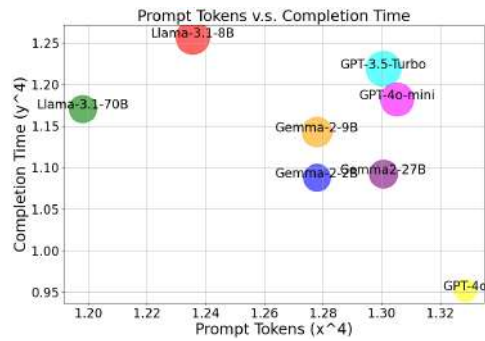 Prompt Tokens v.s. Completion Time
Llama-3.1-8B
GPT-3.5-Turbo
GPT-4o-mini
Llama-3.1-70B
Gemma-2-9B
Gemma-2-2B
Gemma2-27B
GPT-4o
Completion Time (y^4)
1.25
1.20
1.15
1.10
1.05
1.00
0.95
1.20 1.22 1.24 1.26 1.28 1.30 1.32
Prompt Tokens (x^4)